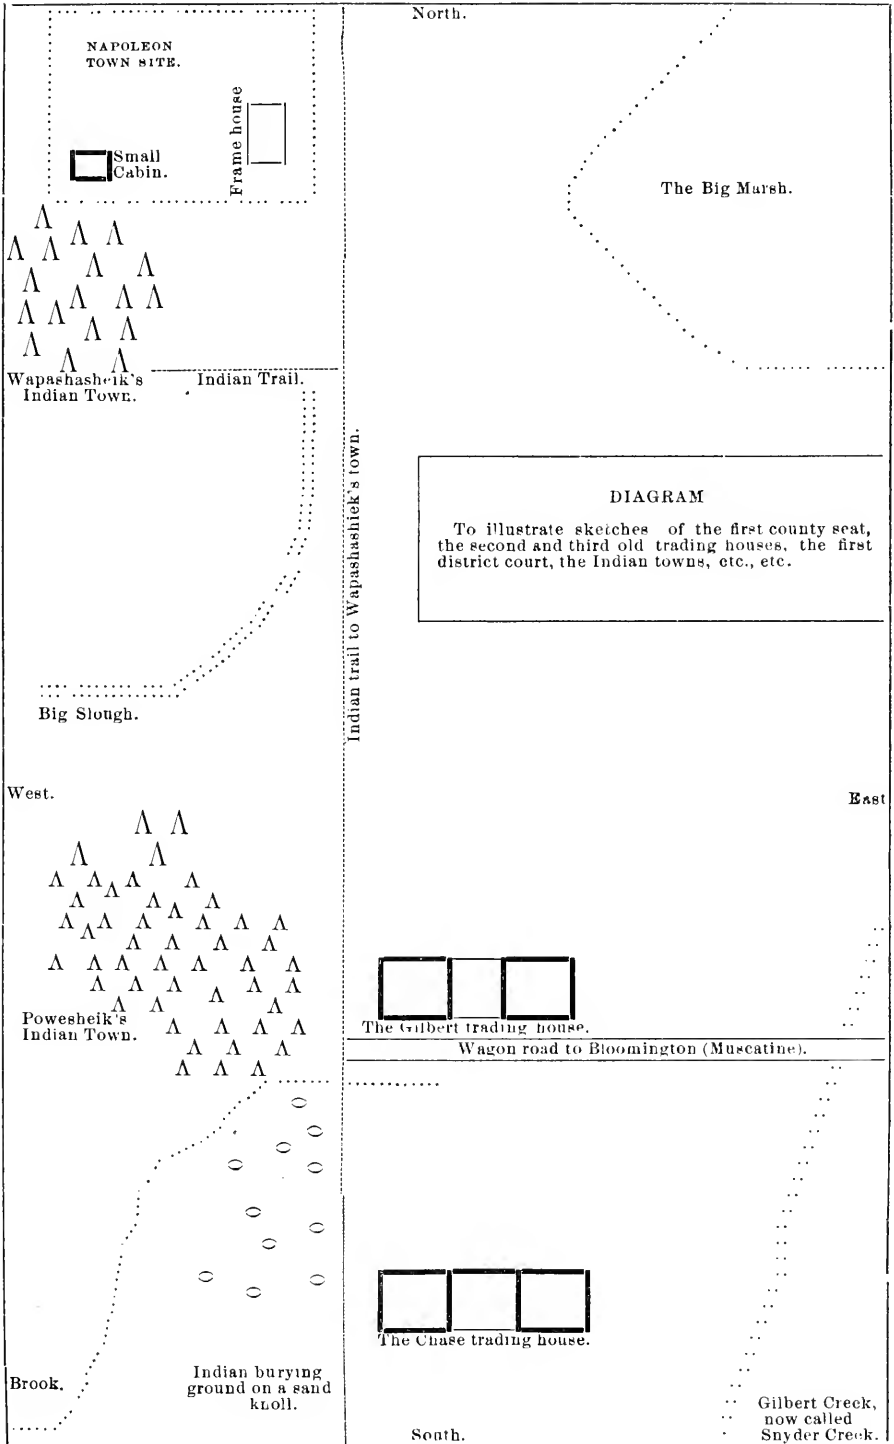 North.
NAPOLEON
TOWN SITE.
Frame house
Small
Cabin.
The Big Marsh.
Wapashasheik's
Indian Town.
Indian Trail.
Indian trail to Wapashashiek's town.
DIAGRAM
To illustrate sketches of the first county seat,
the second and third old trading houses, the first
district court, the Indian towns, etc., etc.
Big Slough.
West.
East
Powesheik's
Indian Town.
The Gilbert trading house.
Wagon road to Bloomington (Muscatine).
The Chase trading house.
Brook.
Indian burying
ground on a sand
knoll.
South.
Gilbert Creek,
now called
Snyder Creek.